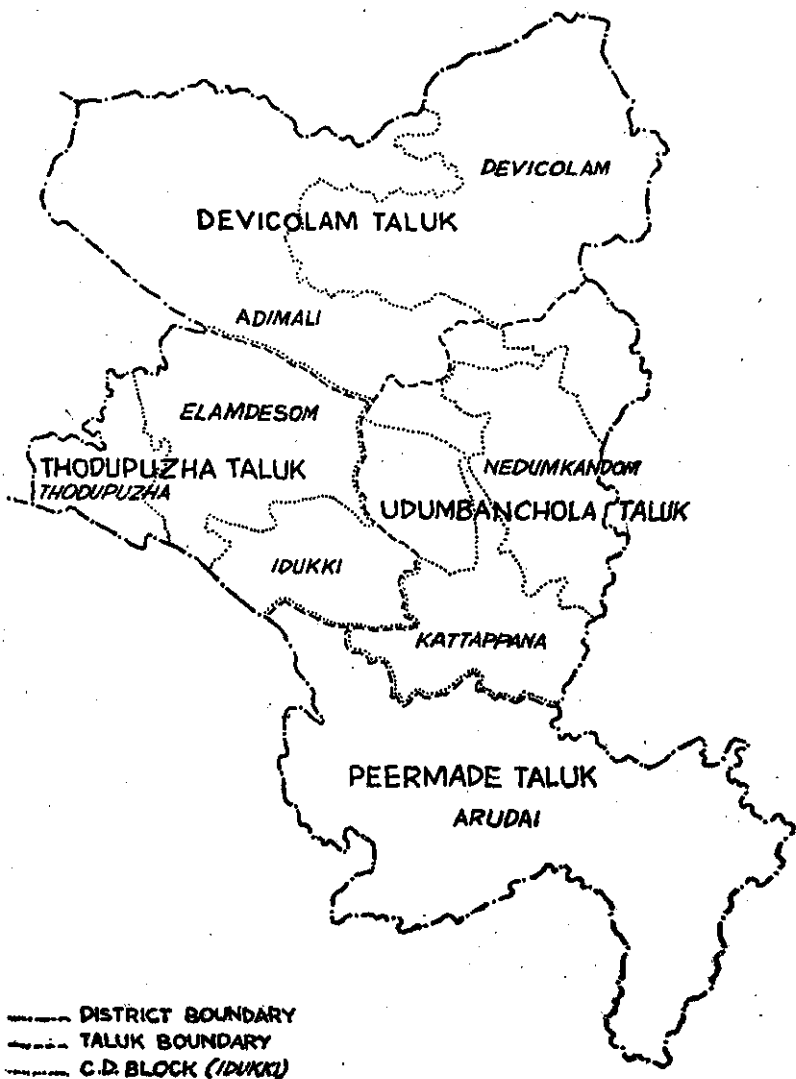 DEVICOLAM
DEVICOLAM TALUK
ADIMALI
ELAMDESOM
THODUPUZHA TALUK
THODUPUZHA
NEDUMKANDOM
UDUMBANCHOLA TALUK
IDUKKI
KATTAPPANA
PEERMADE TALUK
ARUDAI
DISTRICT BOUNDARY
TALUK BOUNDARY
C.D. BLOCK (IDUKKI)